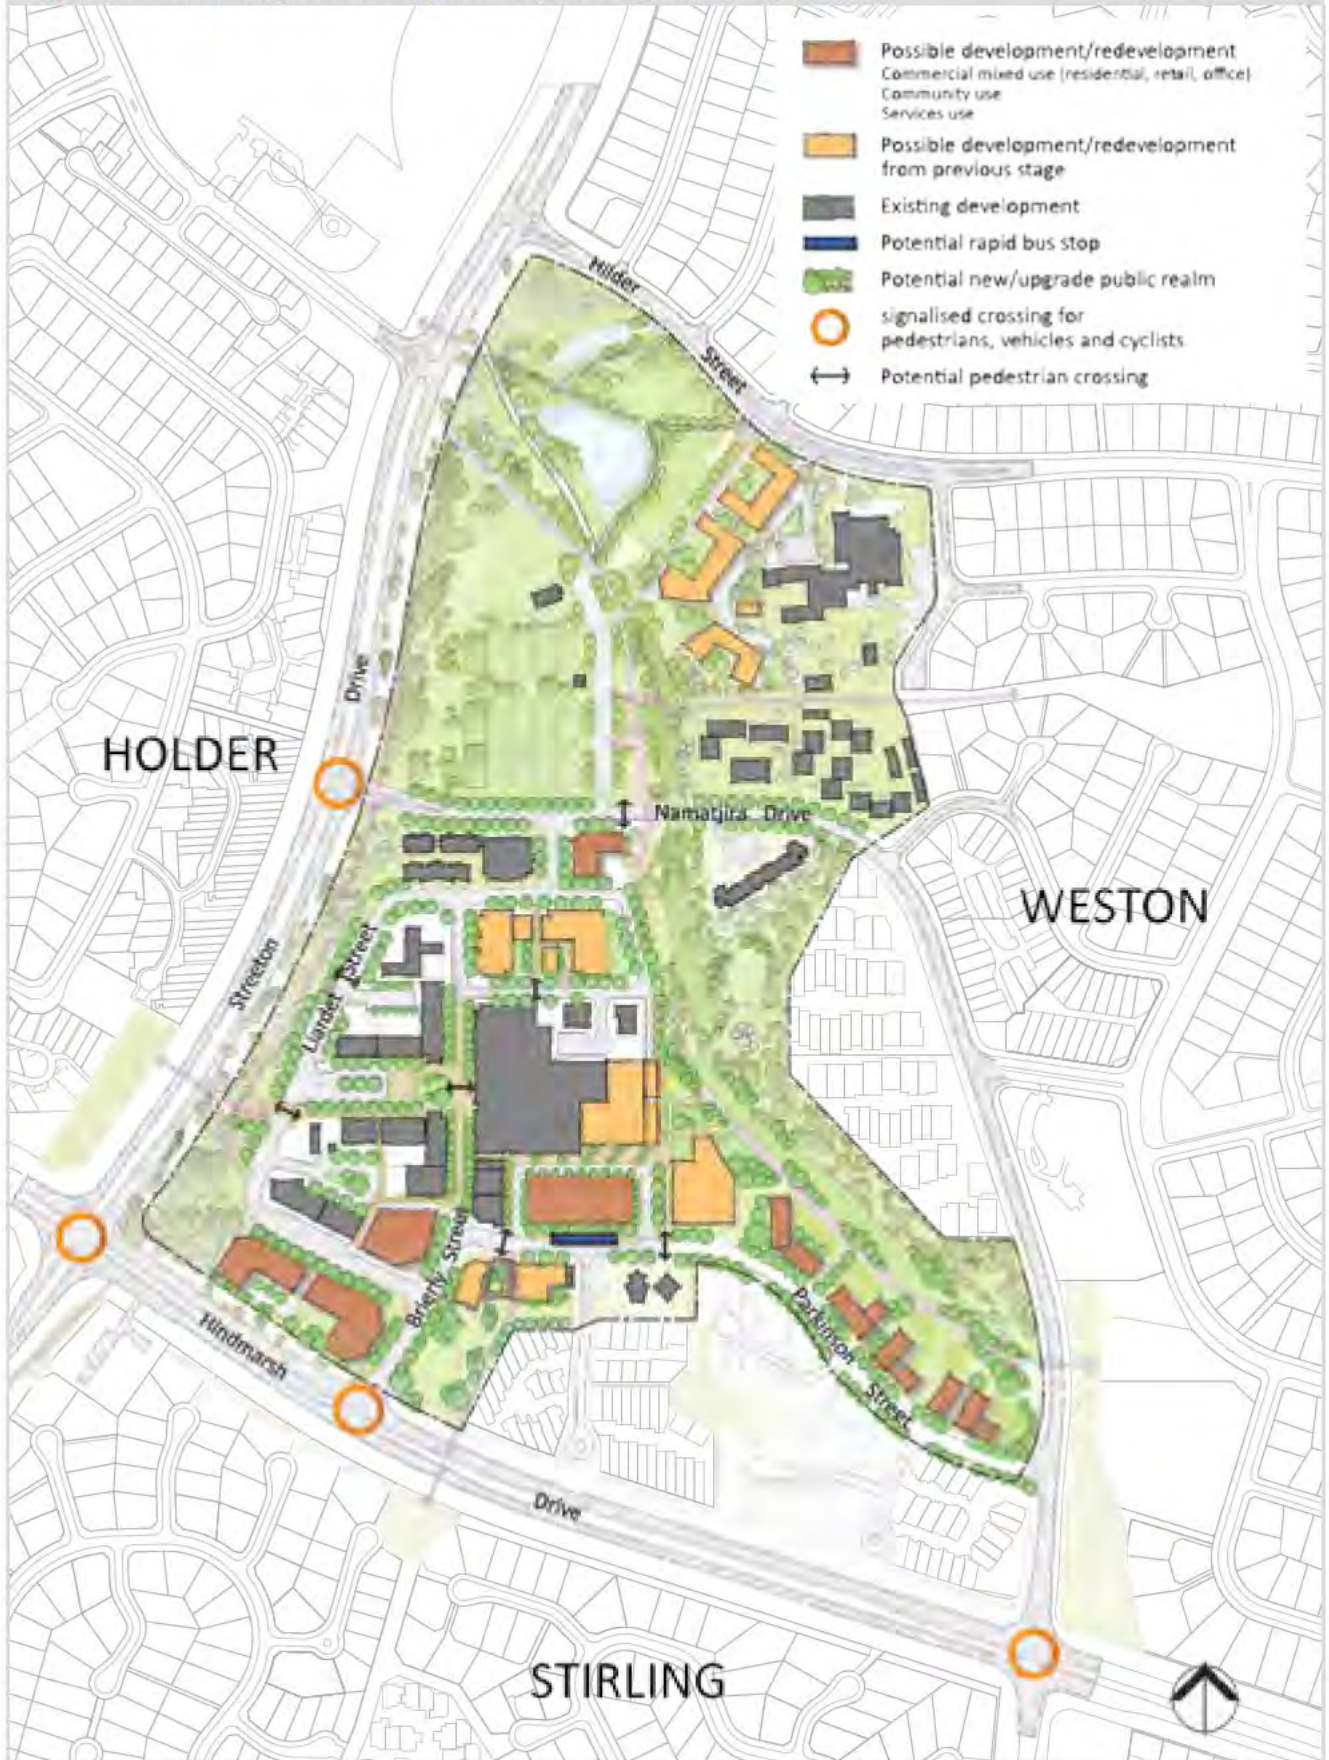 Possible development/redevelopment
Commercial mixed use (residential, retail, office)
Community use
Services use
Possible development/redevelopment
from previous stage
Existing development
Potential rapid bus stop
Potential new/upgrade public realm
signalised crossing for
pedestrians, vehicles and cyclists
Potential pedestrian crossing
Hilder
Street
Drive
HOLDER
Namatjira Drive
WESTON
Streeton
Liardet Street
Brierly Street
Parkinson
Street
Hindmarsh
Drive
STIRLING